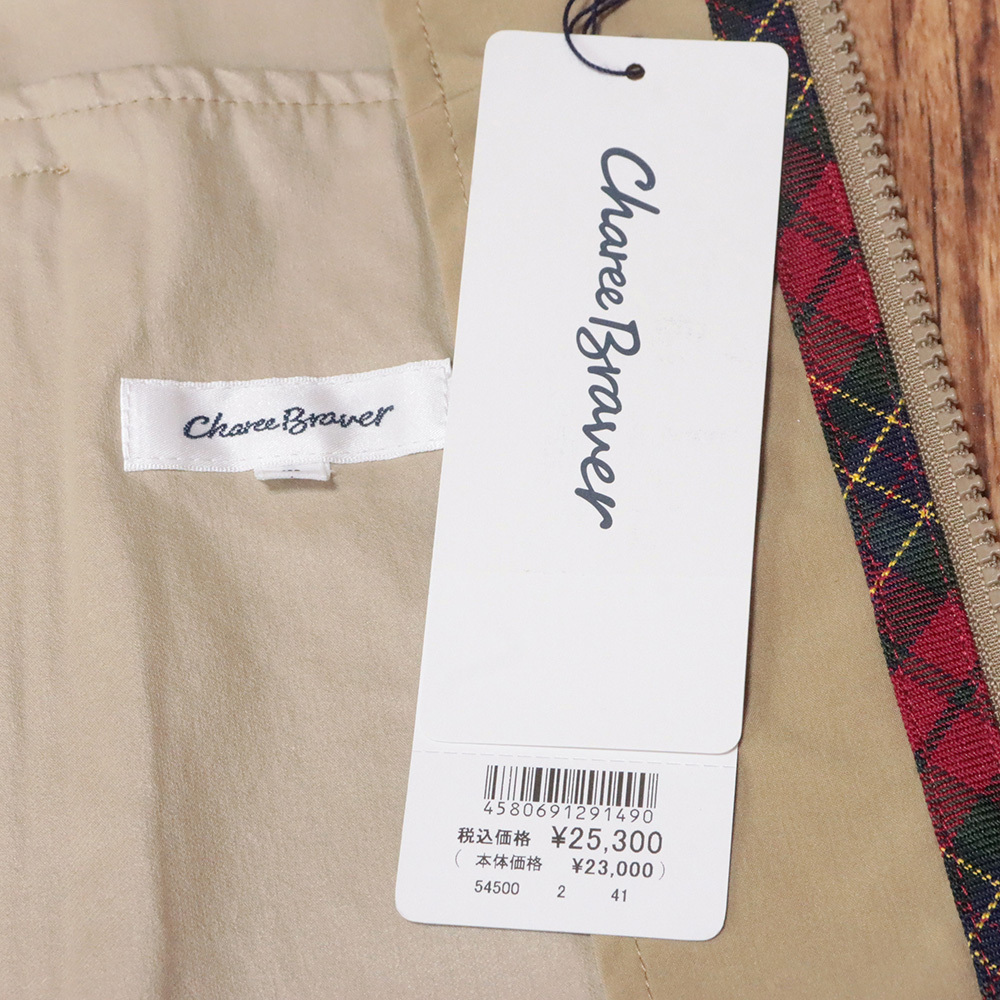 Charee Braver
Charee Braver
4580691291490
税込価格 ¥25,300
( 本体価格 ¥23,000 )
54500 2 41